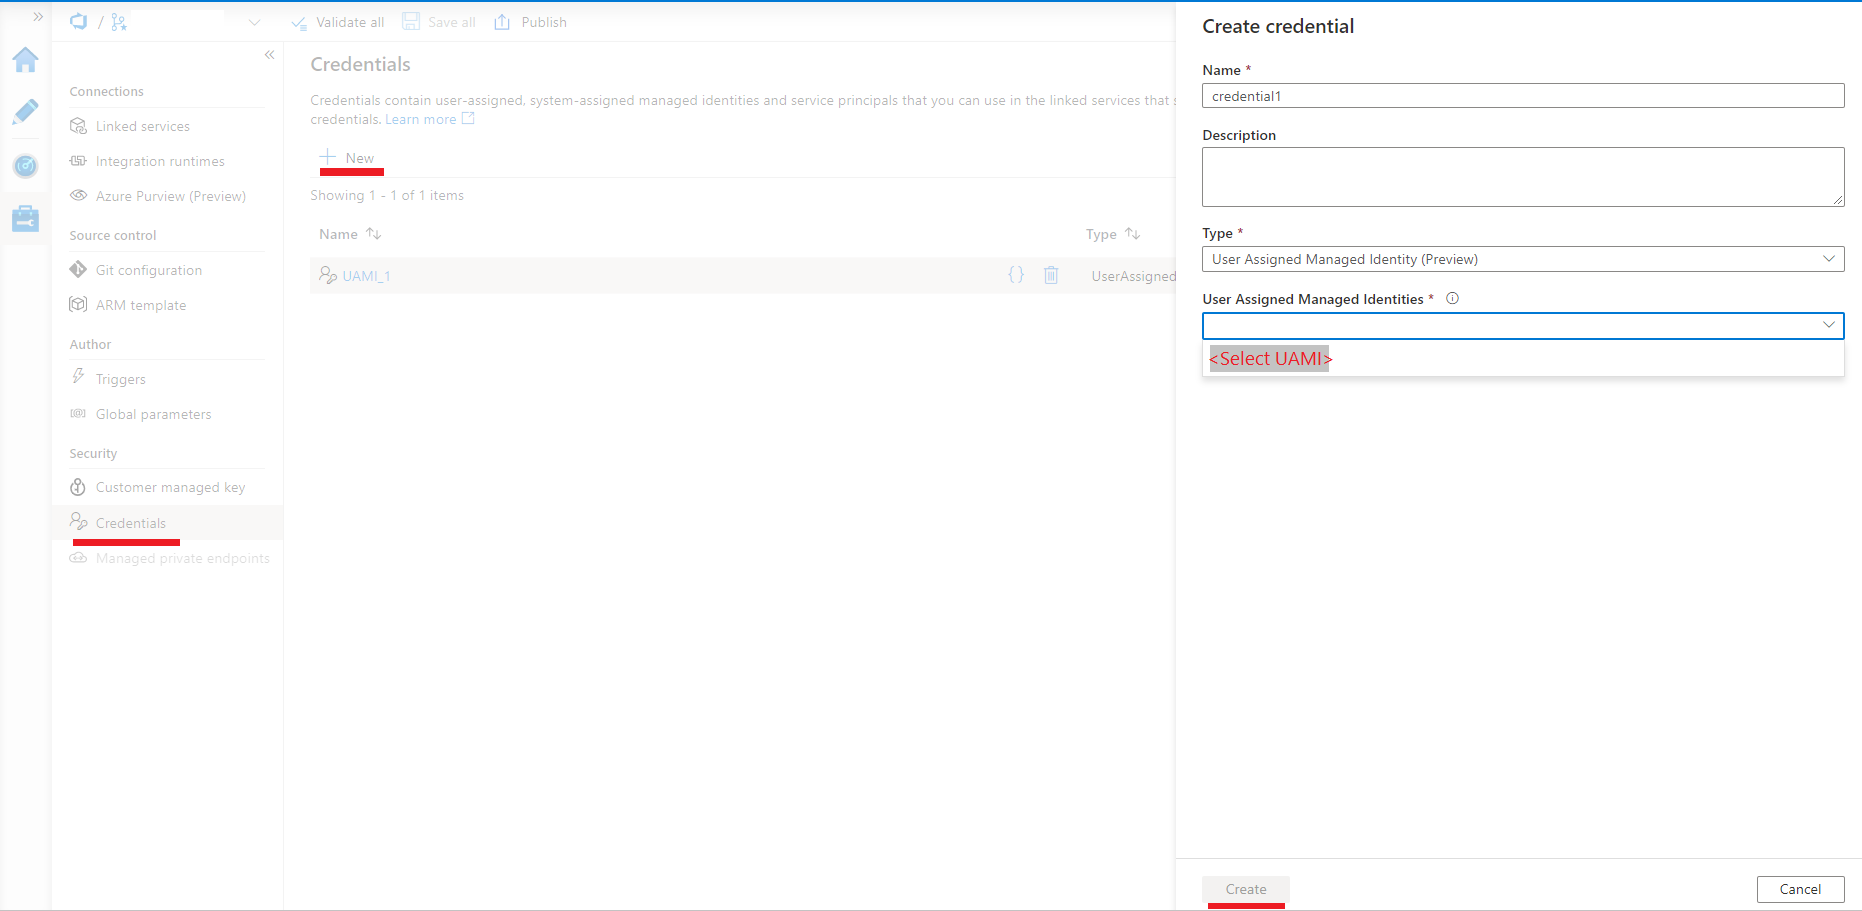 /
Validate all
Save all
Publish
Connections
Linked services
Integration runtimes
Azure Purview (Preview)
Source control
Git configuration
ARM template
Author
Triggers
Global parameters
Security
Customer managed key
Credentials
Managed private endpoints
Credentials
Credentials contain user-assigned, system-assigned managed identities and service principals that you can use in the linked services that s
credentials. Learn more
New
Showing 1 - 1 of 1 items
Name
Type
UAMI_1
{}
UserAssigned
Create credential
Name *
credential1
Description
Type *
User Assigned Managed Identity (Preview)
User Assigned Managed Identities *
<Select UAMI>
Create
Cancel